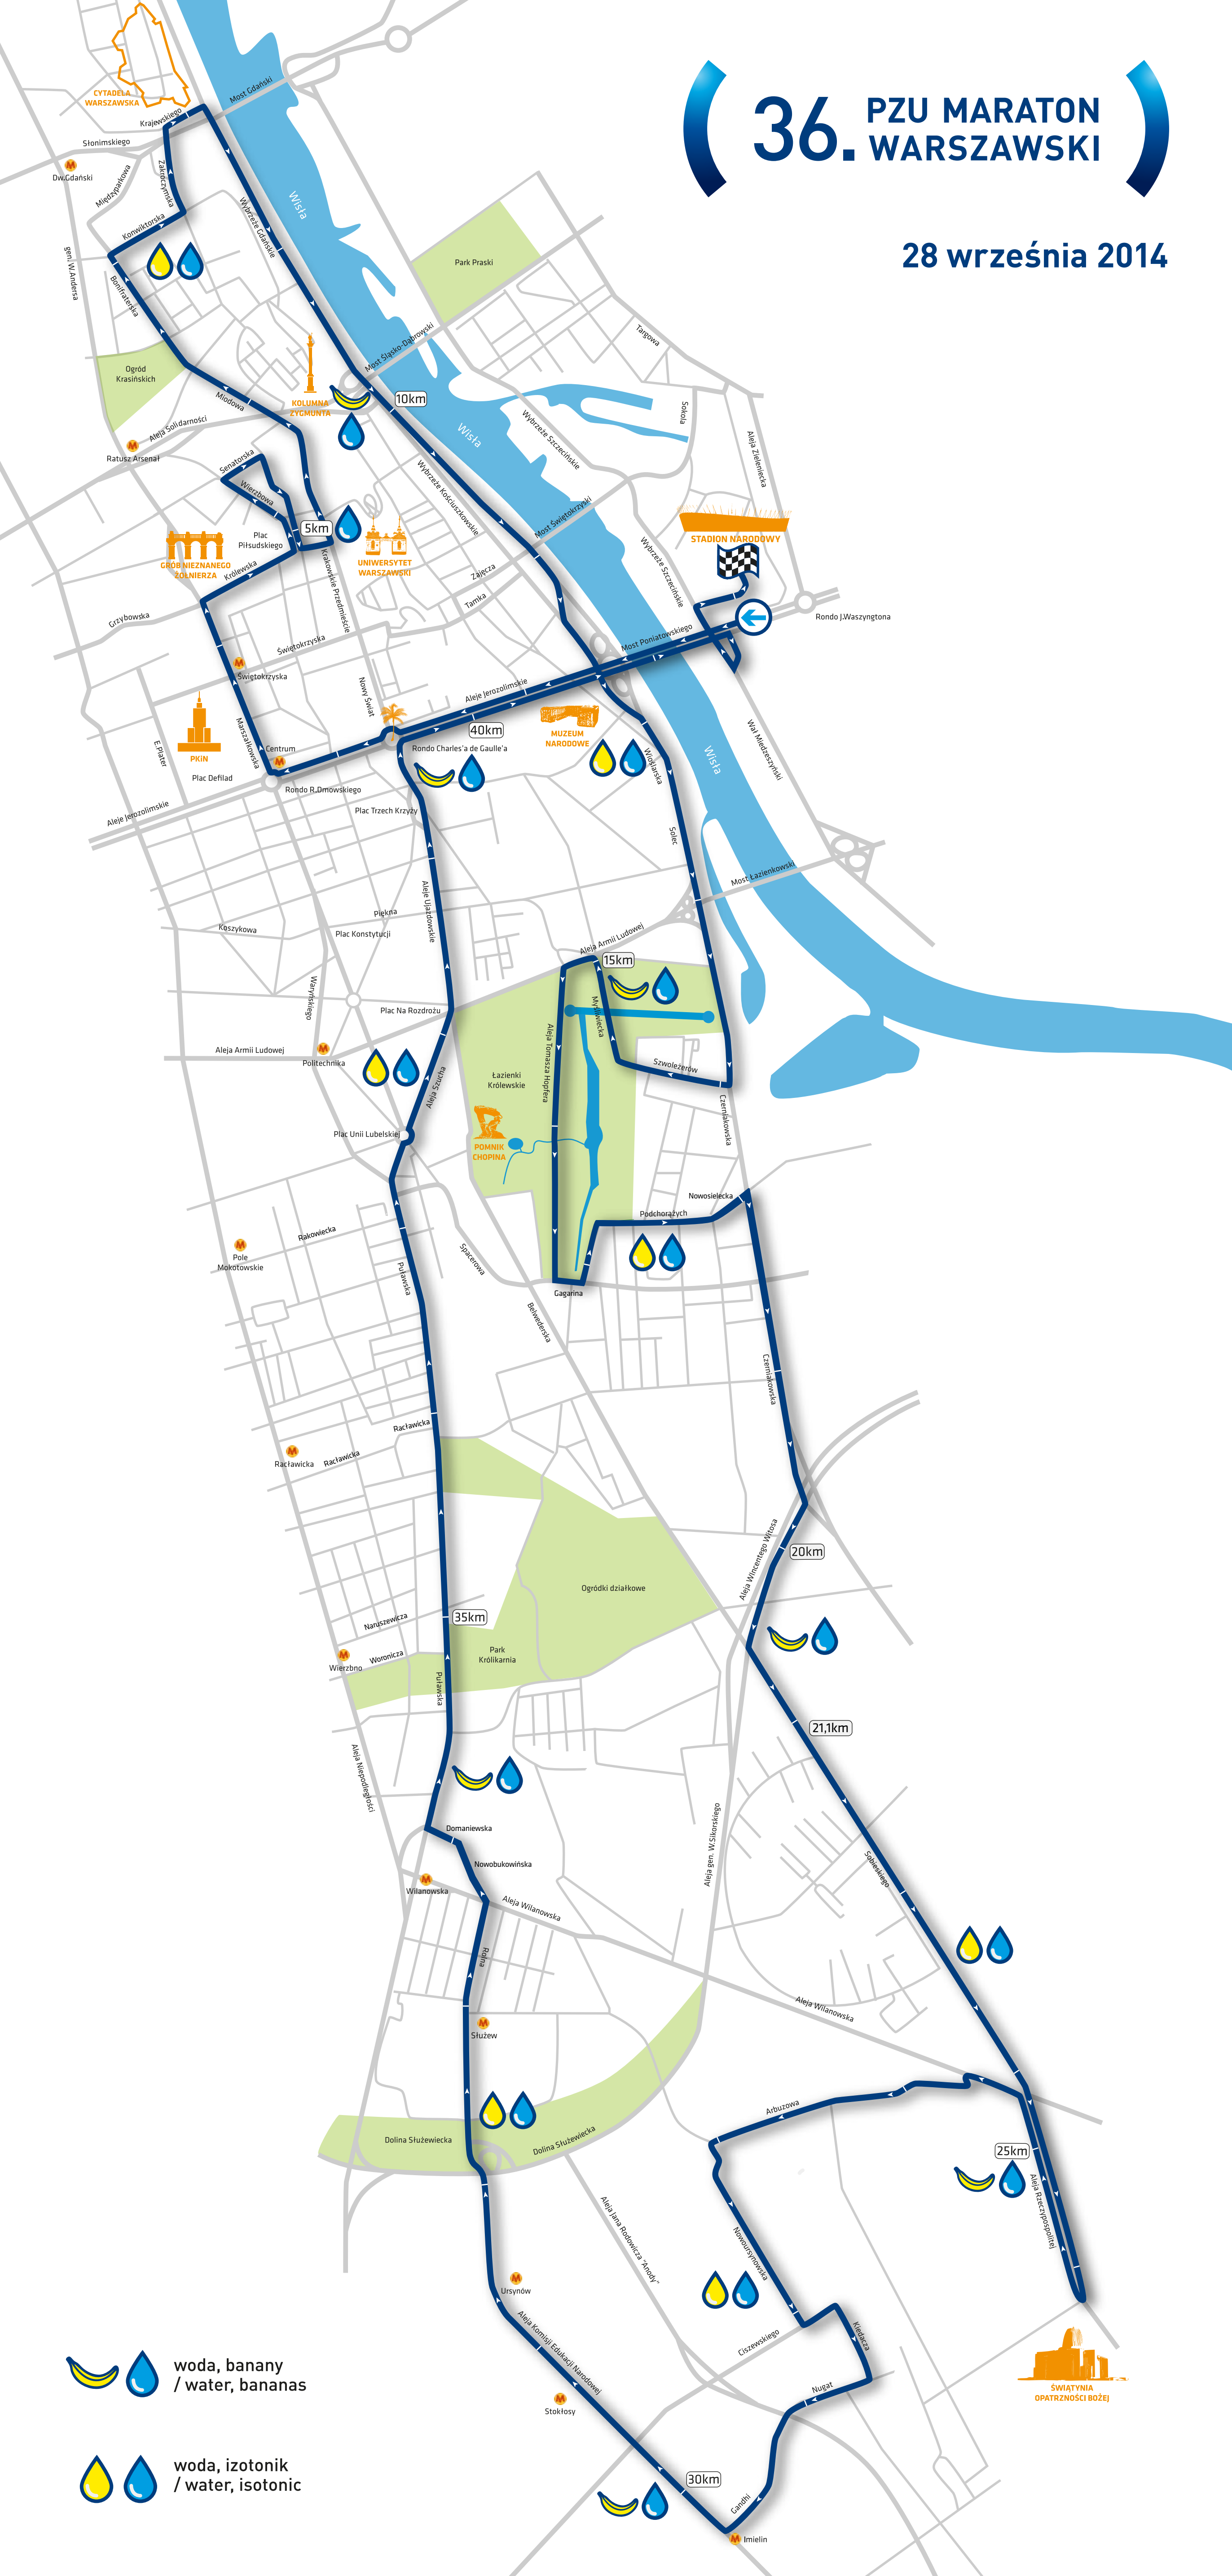 36. PZU MARATON
WARSZAWSKI
28 września 2014
CYTADELA
WARSZAWSKA
Most Gdański
Krajewskiego
Słonimskiego
Dw.Gdański
Międzyparkowa
Zakroczymska
Wisła
Wybrzeże Gdańskie
Konwiktorska
gen. W.Andersa
Bonifraterska
Park Praski
Targowa
Most Śląsko-Dąbrowski
Ogród
Krasińskich
Miodowa
KOLUMNA
ZYGMUNTA
10km
Aleja Solidarności
Ratusz Arsenał
Sokola
Wybrzeże Szczecińskie
Wisła
Aleja Zieleniecka
Senatorska
Wierzbowa
Wybrzeże Kościuszkowskie
Most Świętokrzyski
5km
Plac
Piłsudskiego
STADION NARODOWY
GRÓB NIEZNANEGO
ŻOŁNIERZA
Królewska
UNIWERSYTET
WARSZAWSKI
Krakowskie Przedmieście
Zajęcza
Tamka
Wybrzeże Szczecińskie
Grzybowska
Rondo J.Waszyngtona
Most Poniatowskiego
Świętokrzyska
Świętokrzyska
Nowy Świat
Aleje Jerozolimskie
40km
MUZEUM
NARODOWE
Marszałkowska
E.Plater
PKiN
Centrum
Rondo Charles'a de Gaulle'a
Wioślarska
Wisła
Wał Miedzeszyński
Plac Defilad
Rondo R.Dmowskiego
Aleje Jerozolimskie
Plac Trzech Krzyży
Solec
Most Łazienkowski
Aleje Ujazdowskie
Piękna
Koszykowa
Plac Konstytucji
Aleja Armii Ludowej
15km
Waryńskiego
Plac Na Rozdrożu
Myśliwiecka
Aleja Armii Ludowej
Politechnika
Aleja Tomasza Hopfera
Szwoleżerów
Łazienki
Królewskie
Aleja Szucha
Czerniakowska
Plac Unii Lubelskiej
POMNIK
CHOPINA
Nowosielecka
Podchorążych
Rakowiecka
Pole
Mokotowskie
Spacerowa
Puławska
Gagarina
Belwederska
Czerniakowska
Racławicka
Racławicka
Racławicka
Aleja Wincentego Witosa
20km
Ogródki działkowe
Naruszewicza
35km
Woronicza
Wierzbno
Park
Królikarnia
Puławska
21,1km
Aleja Niepodległości
Domaniewska
Aleja gen. W.Sikorskiego
Nowobukowińska
Sobieskiego
Wilanowska
Aleja Wilanowska
Rolna
Aleja Wilanowska
Służew
Arbuzowa
Dolina Służewiecka
Dolina Służewiecka
25km
Aleja Rzeczypospolitej
Aleja Jana Rodowicza "Anody"
Nowoursynowska
Ursynów
Aleja Komisji Edukacji Narodowej
Ciszewskiego
Kiedacza
ŚWIĄTYNIA
OPATRZNOŚCI BOŻEJ
Nugat
Stokłosy
30km
Gandhi
Imielin
woda, banany
/ water, bananas
woda, izotonik
/ water, isotonic